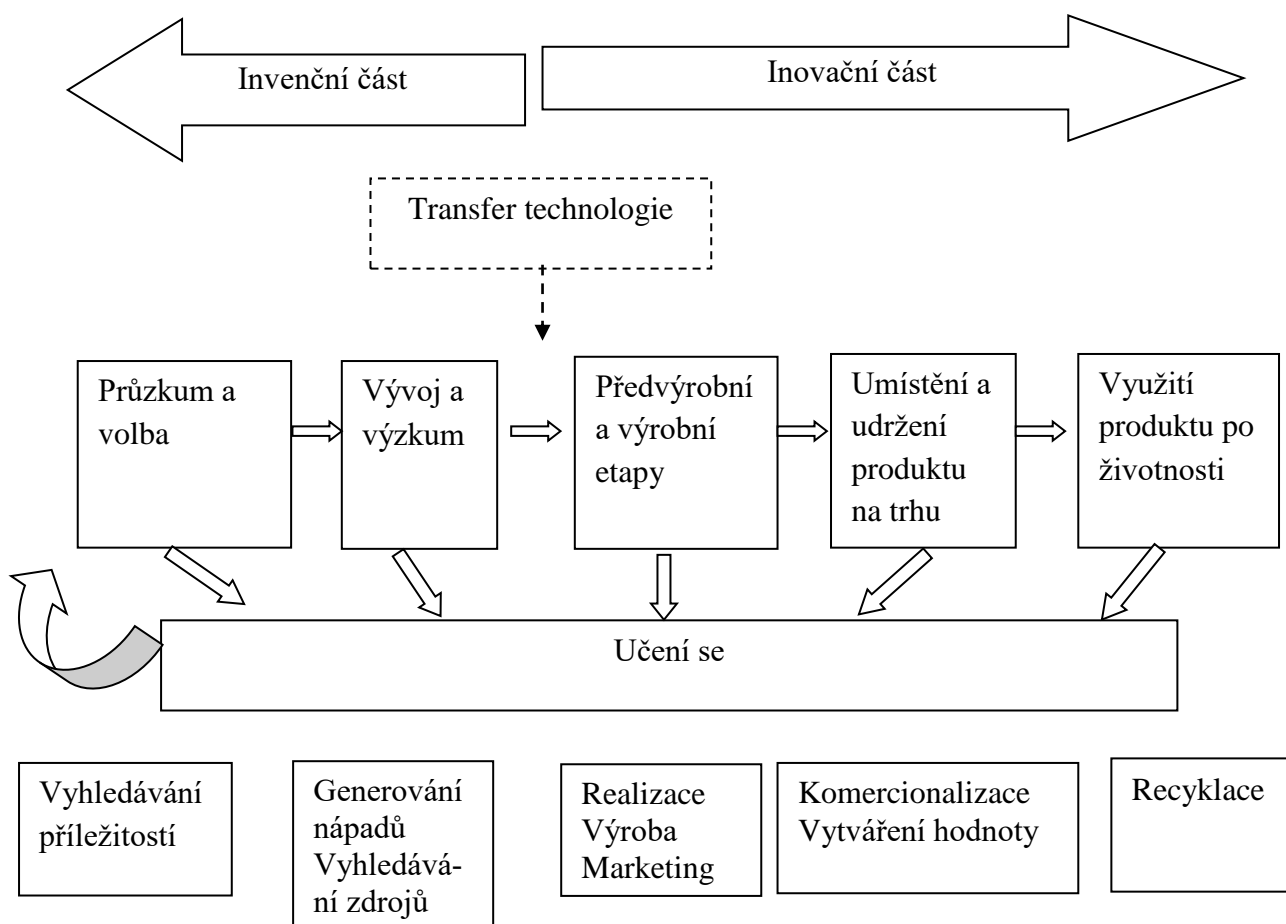 Invenční část
Inovační část
Transfer technologie
Průzkum a
volba
Vývoj a
výzkum
Předvýrobní
a výrobní
etapy
Umístění a
udržení
produktu
na trhu
Využití
produktu po
životnosti
Učení se
Vyhledávání
příležitostí
Generování
nápadů
Vyhledává-
ní zdrojů
Realizace
Výroba
Marketing
Komercionalizace
Vytváření hodnoty
Recyklace